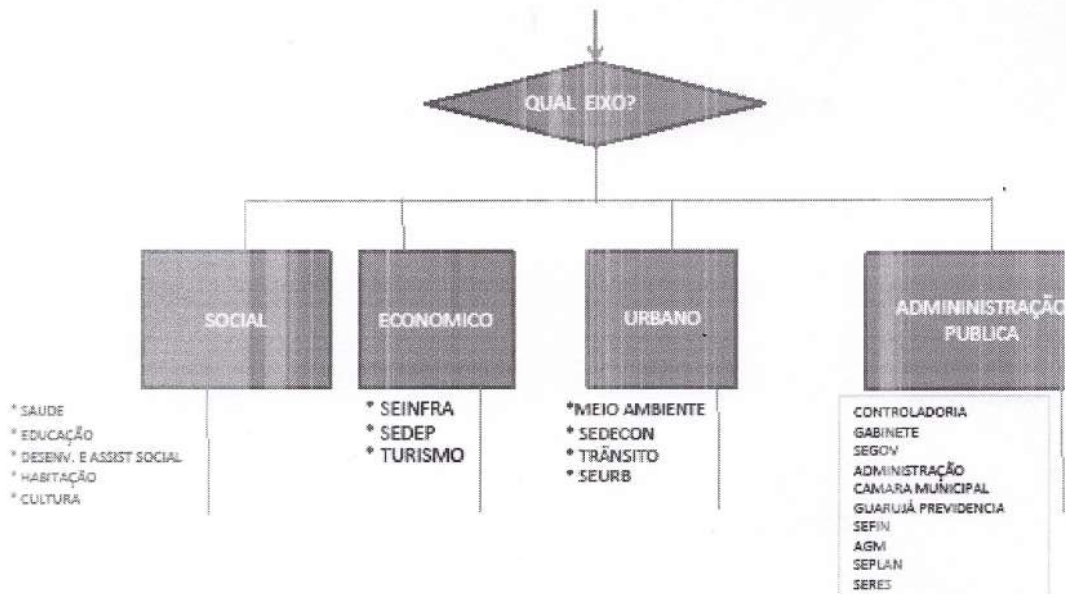 QUAL EIXO?
SOCIAL
* SAUDE
* EDUCAÇÃO
* DESENV. E ASSIST SOCIAL
* HABITAÇÃO
* CULTURA
ECONOMICO
* SEINFRA
* SEDEP
* TURISMO
URBANO
*MEIO AMBIENTE
* SEDECON
* TRÂNSITO
* SEURB
ADMININISTRAÇÃO
PUBLICA
CONTROLADORIA
GABINETE
SEGOV
ADMINISTRAÇÃO
CAMARA MUNICIPAL
GUARUJÁ PREVIDENCIA
SEFIN
AGM
SEPLAN
SERES